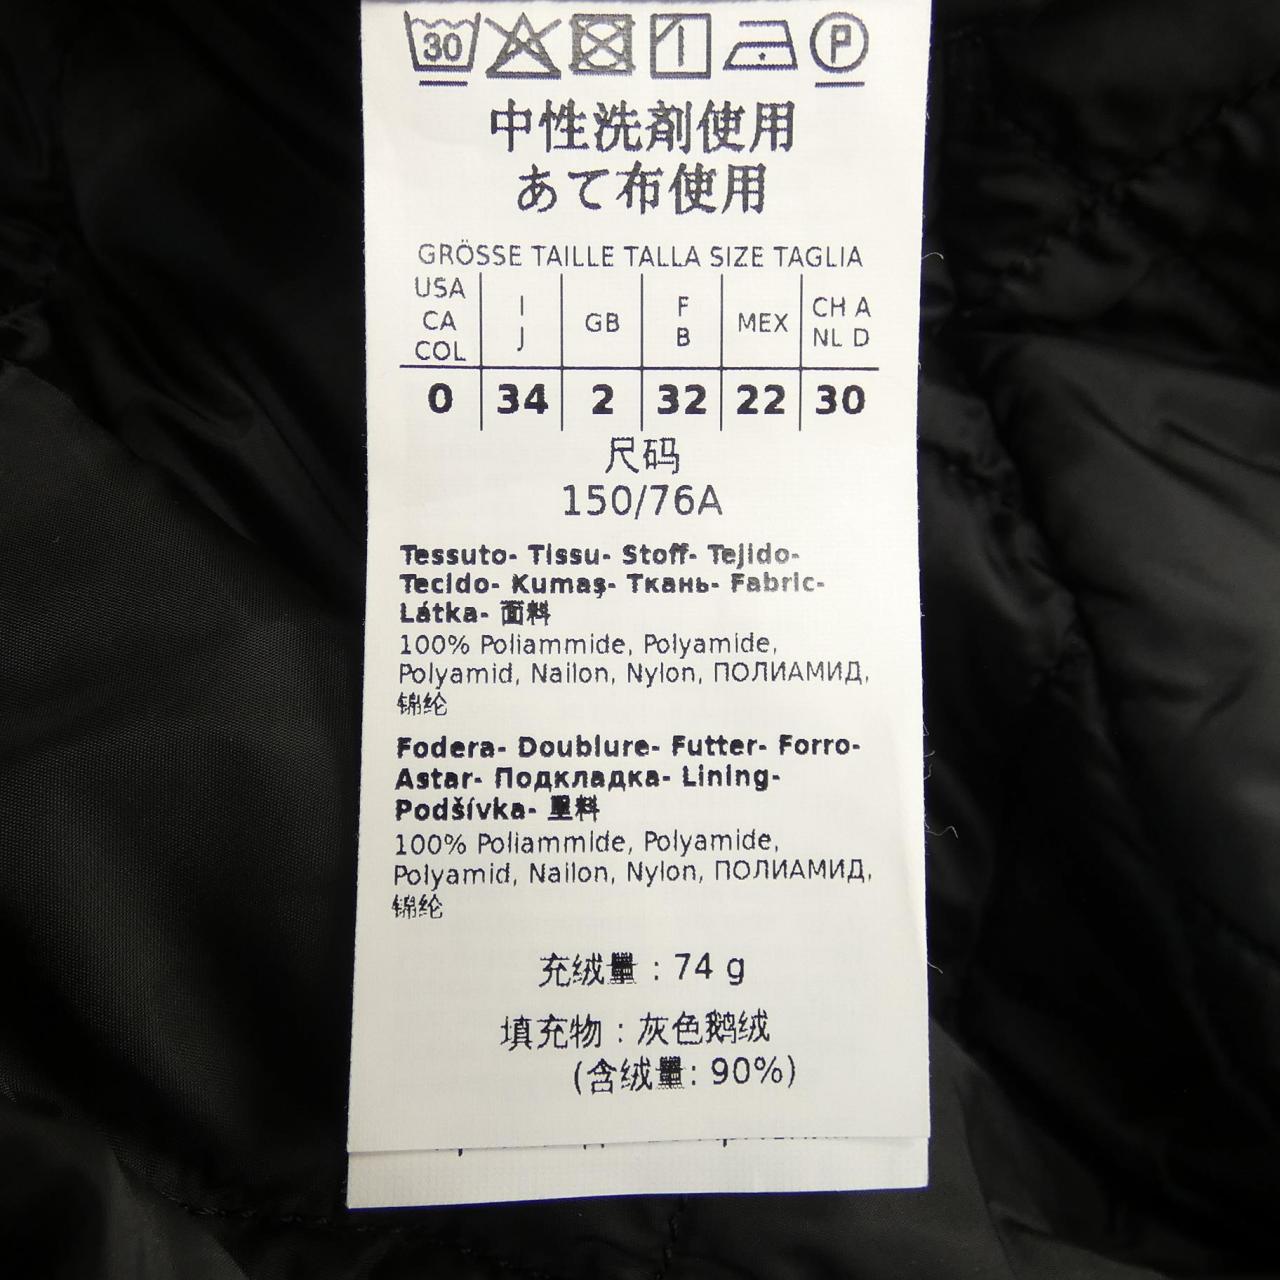 30
P
中性洗剤使用
あて布使用
GRÖSSE TAILLE TALLA SIZE TAGLIA
USA CA COL I J GB F B MEX CH A NL D
0 34 2 32 22 30
尺码
150/76A
Tessuto- Tissu- Stoff- Tejido-
Tecido- Kumaş- Ткань- Fabric-
Látka- 面料
100% Poliammide, Polyamide,
Polyamid, Nailon, Nylon, ПОЛИАМИД,
锦纶
Fodera- Doublure- Futter- Forro-
Astar- Подкладка- Lining-
Podšívka- 里料
100% Poliammide, Polyamide,
Polyamid, Nailon, Nylon, ПОЛИАМИД,
锦纶
充绒量 : 74 g
填充物 : 灰色鹅绒
(含绒量: 90%)